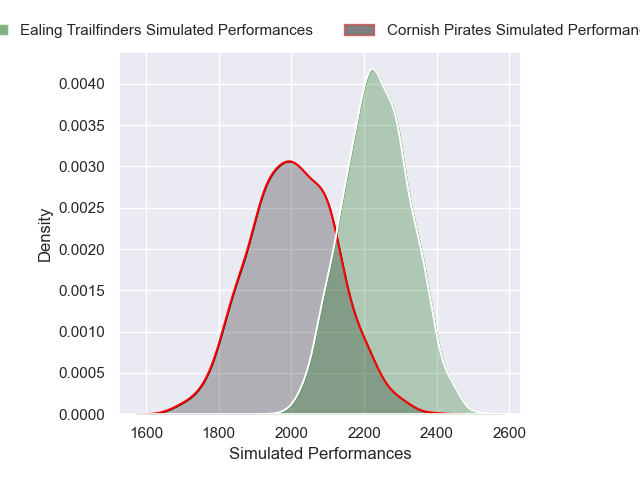 Ealing Trailfinders Simulated Performances
Cornish Pirates Simulated
0.0040
0.0035
0.0030
0.0025
0.0020
0.0015
0.0010
0.0005
0.0000
Density
1600 1800 2000 2200 2400 2600
Simulated Performances